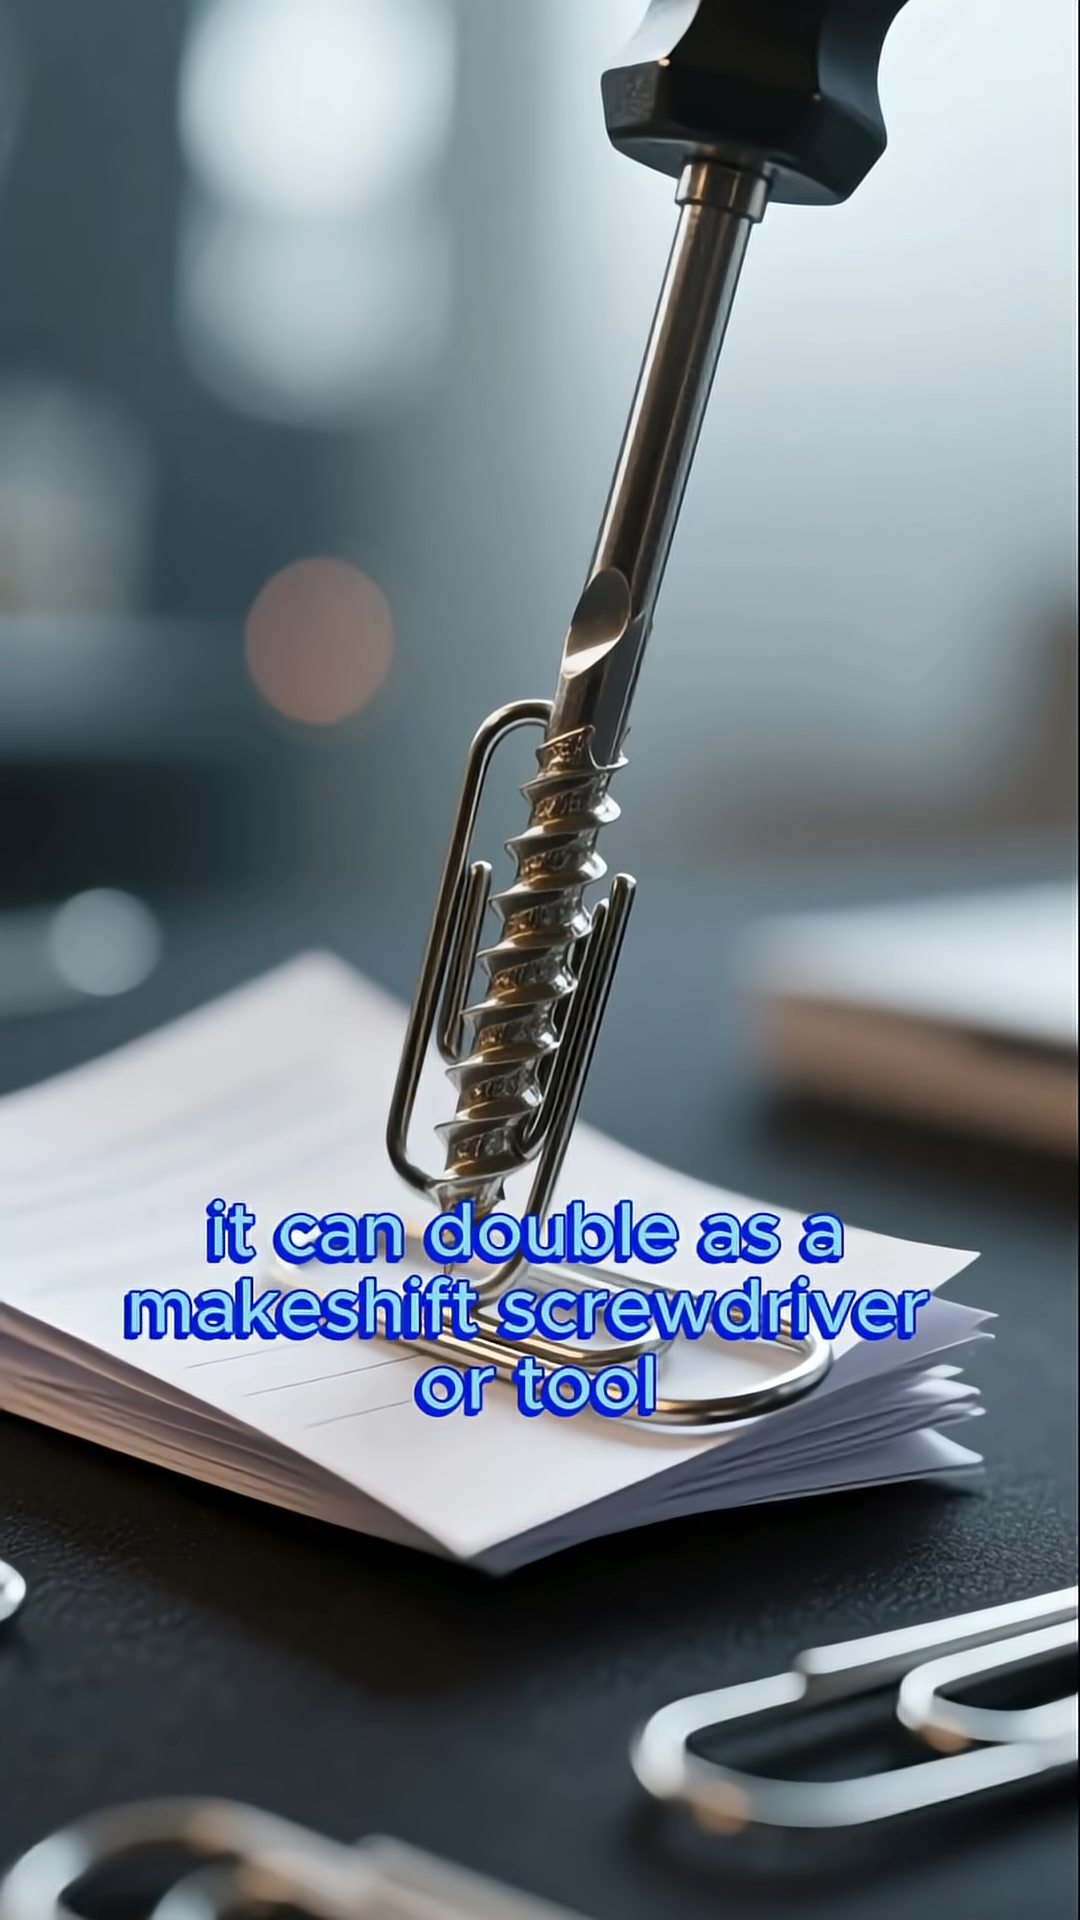 it can double as a
makeshift screwdriver
or tool